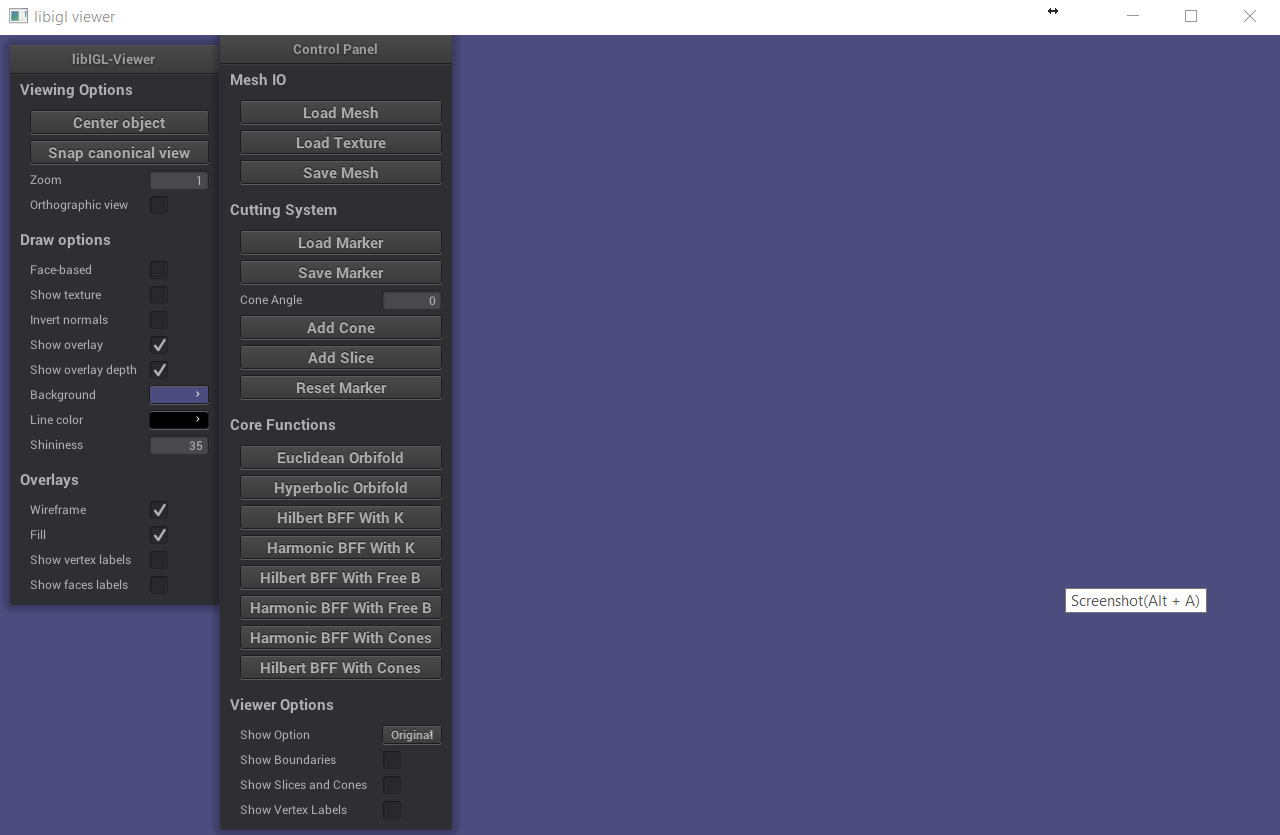 libigl viewer
libIGL-Viewer
Viewing Options
Center object
Snap canonical view
Zoom 1
Orthographic view
Draw options
Face-based
Show texture
Invert normals
Show overlay
Show overlay depth
Background
Line color
Shininess 35
Overlays
Wireframe
Fill
Show vertex labels
Show faces labels
Control Panel
Mesh IO
Load Mesh
Load Texture
Save Mesh
Cutting System
Load Marker
Save Marker
Cone Angle 0
Add Cone
Add Slice
Reset Marker
Core Functions
Euclidean Orbifold
Hyperbolic Orbifold
Hilbert BFF With K
Harmonic BFF With K
Hilbert BFF With Free B
Harmonic BFF With Free B
Harmonic BFF With Cones
Hilbert BFF With Cones
Viewer Options
Show Option Original
Show Boundaries
Show Slices and Cones
Show Vertex Labels
Screenshot(Alt + A)